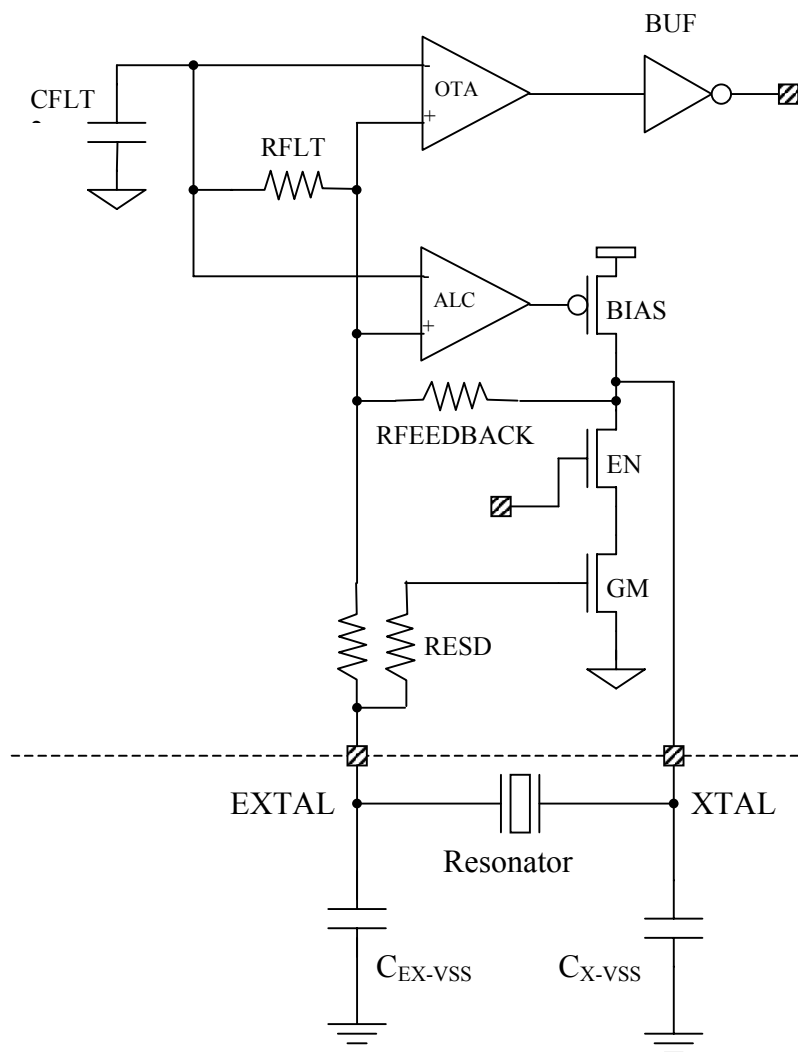 BUF
CFLT
-
OTA
+
RFLT
-
ALC
+
BIAS
RFEEDBACK
EN
GM
RESD
EXTAL
XTAL
Resonator
CEX-VSS
CX-VSS